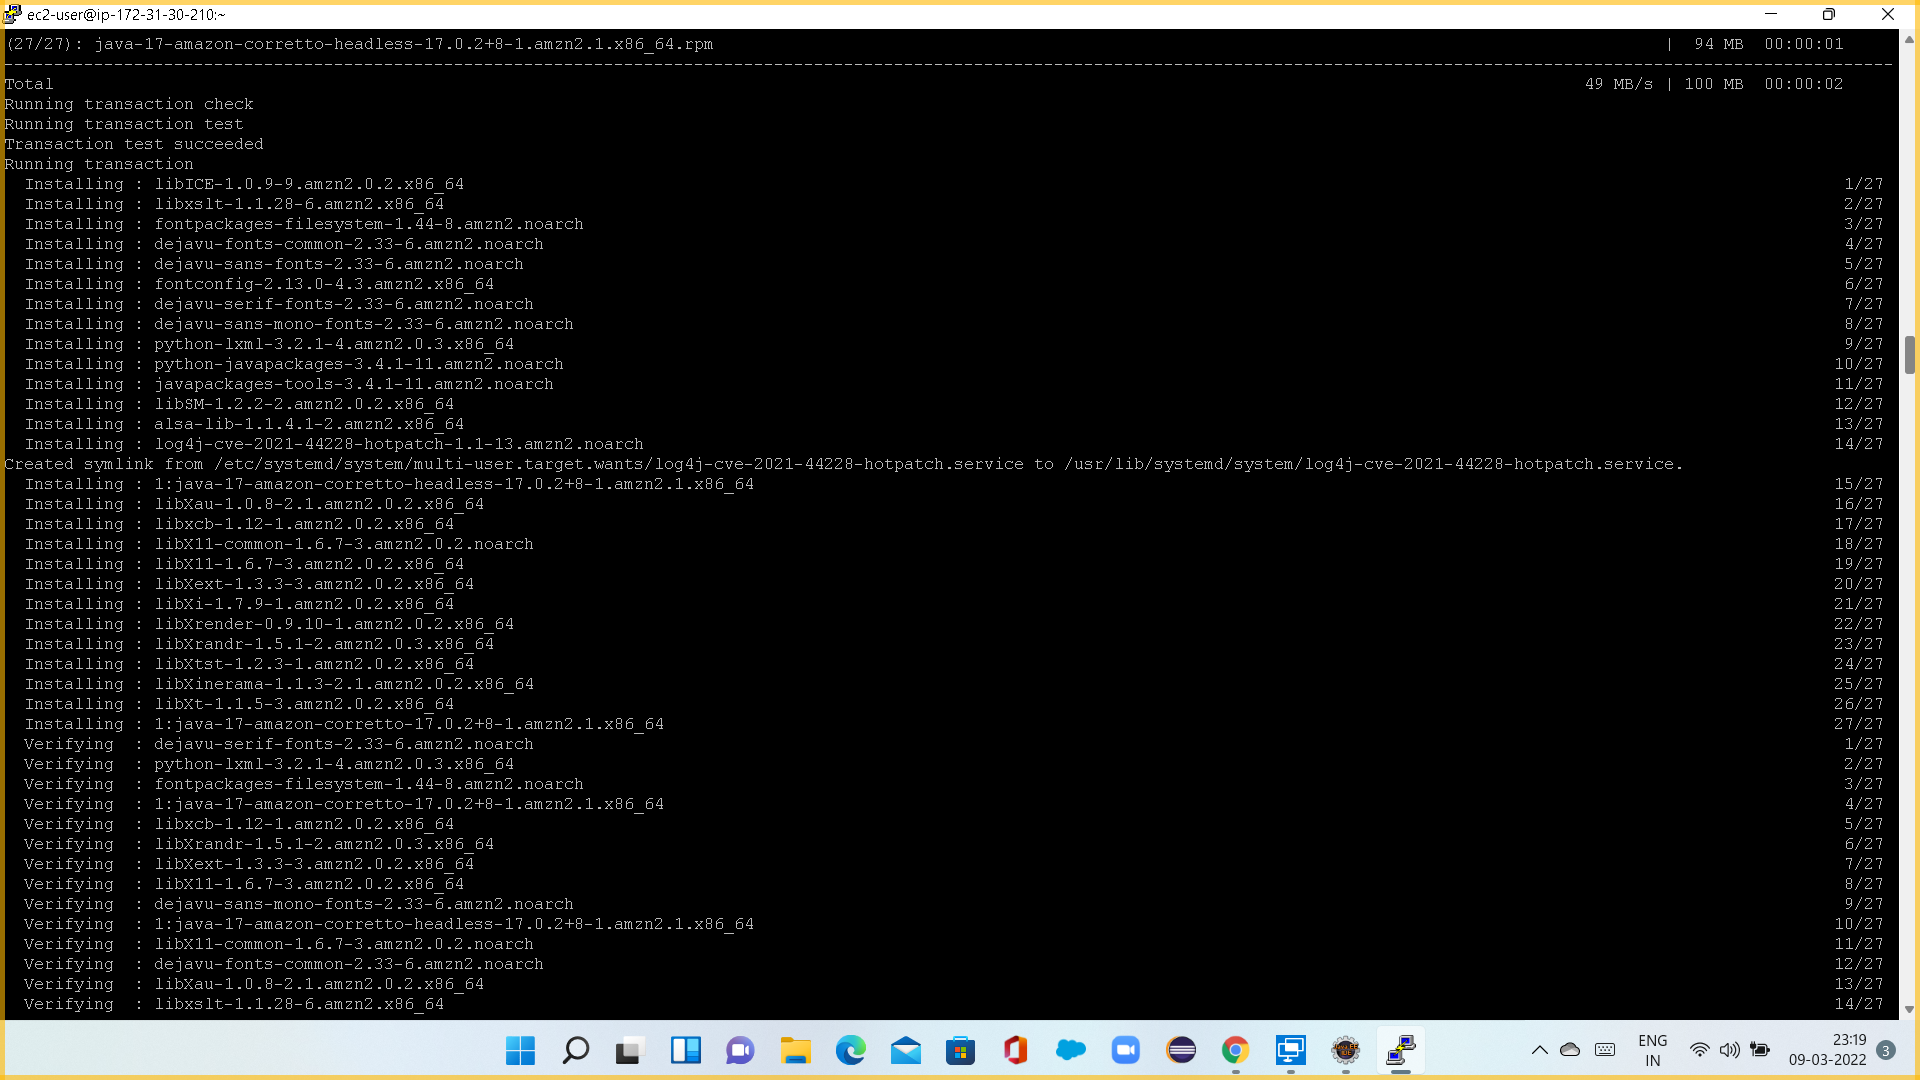 ec2-user@ip-172-31-30-210:~
(27/27): java-17-amazon-corretto-headless-17.0.2+8-1.amzn2.1.x86_64.rpm | 94 MB 00:00:01
--------------------------------------------------------------------------------
Total 49 MB/s | 100 MB 00:00:02
Running transaction check
Running transaction test
Transaction test succeeded
Running transaction
Installing : libICE-1.0.9-9.amzn2.0.2.x86_64 1/27
Installing : libxslt-1.1.28-6.amzn2.x86_64 2/27
Installing : fontpackages-filesystem-1.44-8.amzn2.noarch 3/27
Installing : dejavu-fonts-common-2.33-6.amzn2.noarch 4/27
Installing : dejavu-sans-fonts-2.33-6.amzn2.noarch 5/27
Installing : fontconfig-2.13.0-4.3.amzn2.x86_64 6/27
Installing : dejavu-serif-fonts-2.33-6.amzn2.noarch 7/27
Installing : dejavu-sans-mono-fonts-2.33-6.amzn2.noarch 8/27
Installing : python-lxml-3.2.1-4.amzn2.0.3.x86_64 9/27
Installing : python-javapackages-3.4.1-11.amzn2.noarch 10/27
Installing : javapackages-tools-3.4.1-11.amzn2.noarch 11/27
Installing : libSM-1.2.2-2.amzn2.0.2.x86_64 12/27
Installing : alsa-lib-1.1.4.1-2.amzn2.x86_64 13/27
Installing : log4j-cve-2021-44228-hotpatch-1.1-13.amzn2.noarch 14/27
Created symlink from /etc/systemd/system/multi-user.target.wants/log4j-cve-2021-44228-hotpatch.service to /usr/lib/systemd/system/log4j-cve-2021-44228-hotpatch.service.
Installing : 1:java-17-amazon-corretto-headless-17.0.2+8-1.amzn2.1.x86_64 15/27
Installing : libXau-1.0.8-2.1.amzn2.0.2.x86_64 16/27
Installing : libxcb-1.12-1.amzn2.0.2.x86_64 17/27
Installing : libX11-common-1.6.7-3.amzn2.0.2.noarch 18/27
Installing : libX11-1.6.7-3.amzn2.0.2.x86_64 19/27
Installing : libXext-1.3.3-3.amzn2.0.2.x86_64 20/27
Installing : libXi-1.7.9-1.amzn2.0.2.x86_64 21/27
Installing : libXrender-0.9.10-1.amzn2.0.2.x86_64 22/27
Installing : libXrandr-1.5.1-2.amzn2.0.3.x86_64 23/27
Installing : libXtst-1.2.3-1.amzn2.0.2.x86_64 24/27
Installing : libXinerama-1.1.3-2.1.amzn2.0.2.x86_64 25/27
Installing : libXt-1.1.5-3.amzn2.0.2.x86_64 26/27
Installing : 1:java-17-amazon-corretto-17.0.2+8-1.amzn2.1.x86_64 27/27
Verifying : dejavu-serif-fonts-2.33-6.amzn2.noarch 1/27
Verifying : python-lxml-3.2.1-4.amzn2.0.3.x86_64 2/27
Verifying : fontpackages-filesystem-1.44-8.amzn2.noarch 3/27
Verifying : 1:java-17-amazon-corretto-17.0.2+8-1.amzn2.1.x86_64 4/27
Verifying : libxcb-1.12-1.amzn2.0.2.x86_64 5/27
Verifying : libXrandr-1.5.1-2.amzn2.0.3.x86_64 6/27
Verifying : libXext-1.3.3-3.amzn2.0.2.x86_64 7/27
Verifying : libX11-1.6.7-3.amzn2.0.2.x86_64 8/27
Verifying : dejavu-sans-mono-fonts-2.33-6.amzn2.noarch 9/27
Verifying : 1:java-17-amazon-corretto-headless-17.0.2+8-1.amzn2.1.x86_64 10/27
Verifying : libX11-common-1.6.7-3.amzn2.0.2.noarch 11/27
Verifying : dejavu-fonts-common-2.33-6.amzn2.noarch 12/27
Verifying : libXau-1.0.8-2.1.amzn2.0.2.x86_64 13/27
Verifying : libxslt-1.1.28-6.amzn2.x86_64 14/27
ENG 23:19
IN 09-03-2022 3